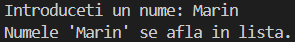 Introduceti un nume: Marin
Numele 'Marin' se afla in lista.